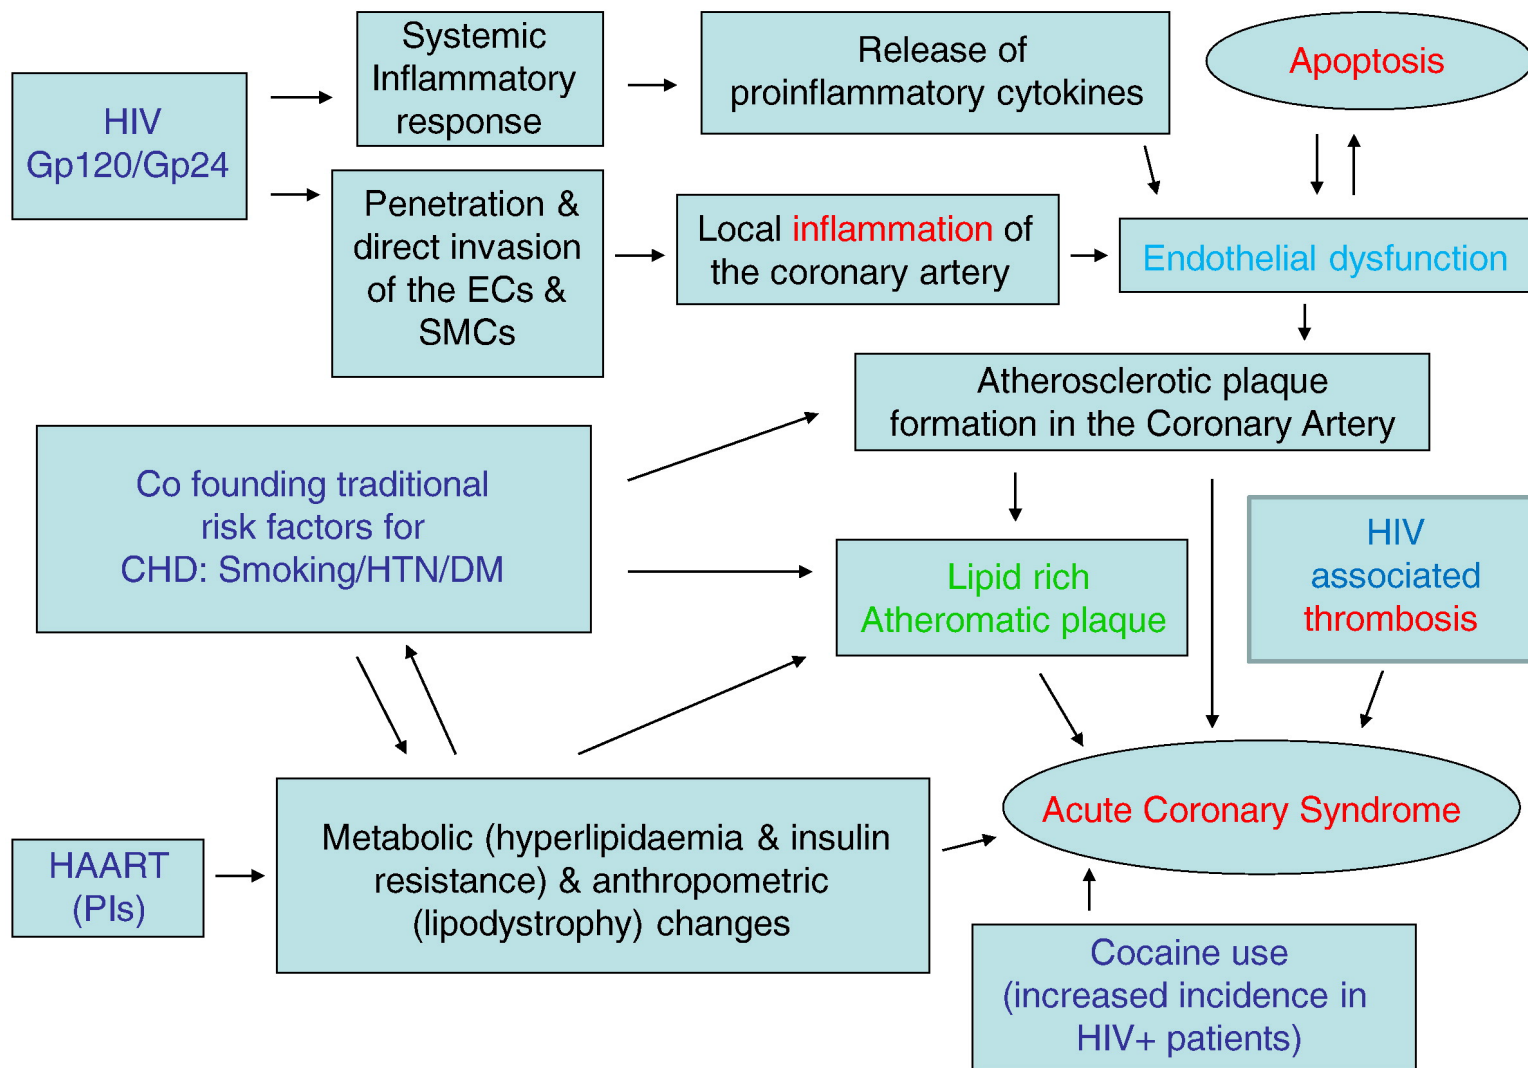 Systemic
Inflammatory
response
Release of
proinflammatory cytokines
Apoptosis
HIV
Gp120/Gp24
Penetration &
direct invasion
of the ECs &
SMCs
Local inflammation of
the coronary artery
Endothelial dysfunction
Atherosclerotic plaque
formation in the Coronary Artery
Co founding traditional
risk factors for
CHD: Smoking/HTN/DM
Lipid rich
Atheromatic plaque
HIV
associated
thrombosis
Metabolic (hyperlipidaemia & insulin
resistance) & anthropometric
(lipodystrophy) changes
Acute Coronary Syndrome
HAART
(PIs)
Cocaine use
(increased incidence in
HIV+ patients)